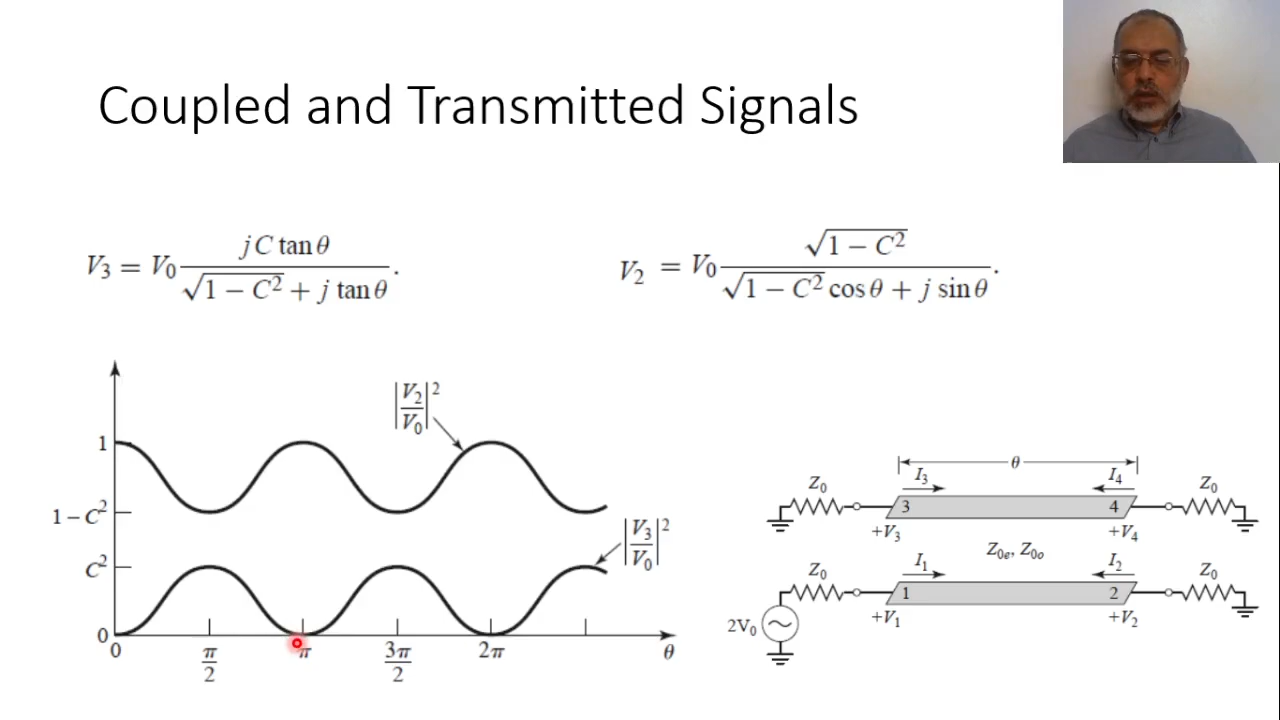 Coupled and Transmitted Signals
V₃ = V₀ jC tan θ / √(1 − C²) + j tan θ .
V₂ = V₀ √(1 − C²) / √(1 − C²) cos θ + j sin θ .
|V₂/V₀|²
1
1 − C²
|V₃/V₀|²
C²
0
0 π/2 π 3π/2 2π θ
θ
Z₀ I₃ I₄ Z₀
3 4
+V₃ +V₄
Z₀ₑ, Z₀ₒ
Z₀ I₁ I₂ Z₀
1 2
+V₁ +V₂
2V₀